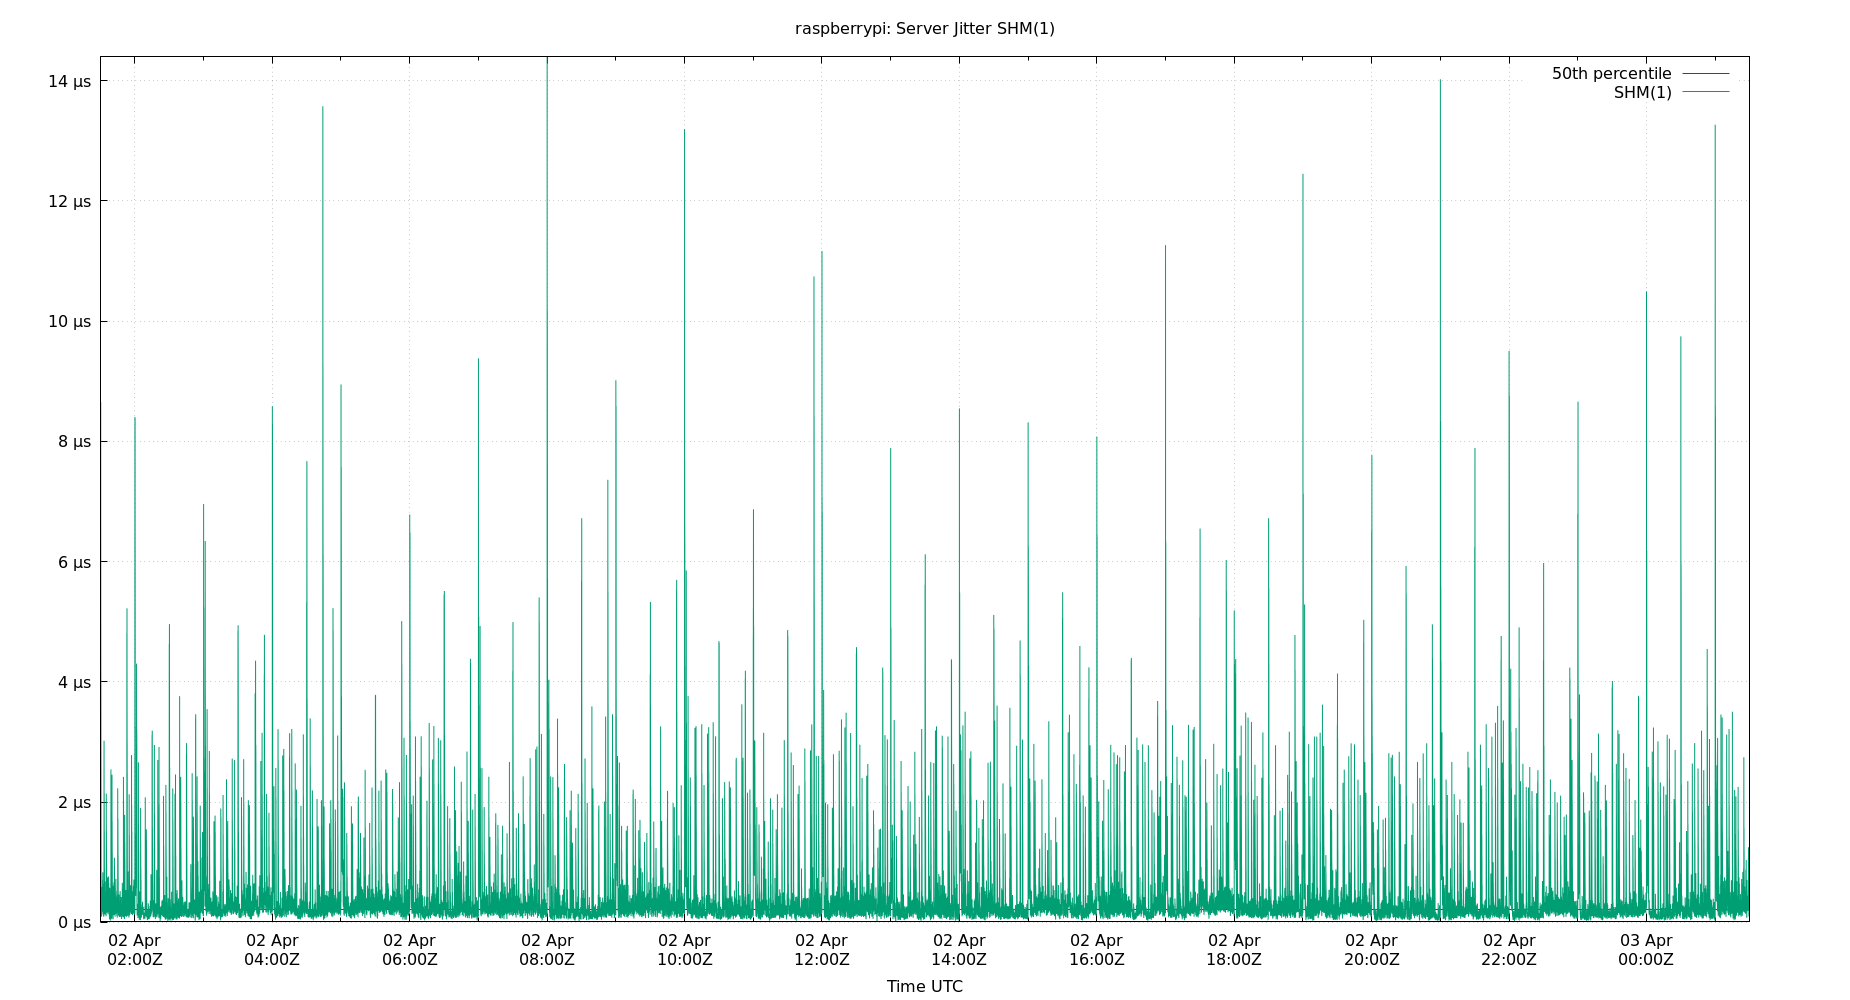 raspberrypi: Server Jitter SHM(1)
50th percentile
SHM(1)
14 µs
12 µs
10 µs
8 µs
6 µs
4 µs
2 µs
0 µs
02 Apr 02 Apr 02 Apr 02 Apr 02 Apr 02 Apr 02 Apr 02 Apr 02 Apr 02 Apr 02 Apr 03 Apr
02:00Z 04:00Z 06:00Z 08:00Z 10:00Z 12:00Z 14:00Z 16:00Z 18:00Z 20:00Z 22:00Z 00:00Z
Time UTC